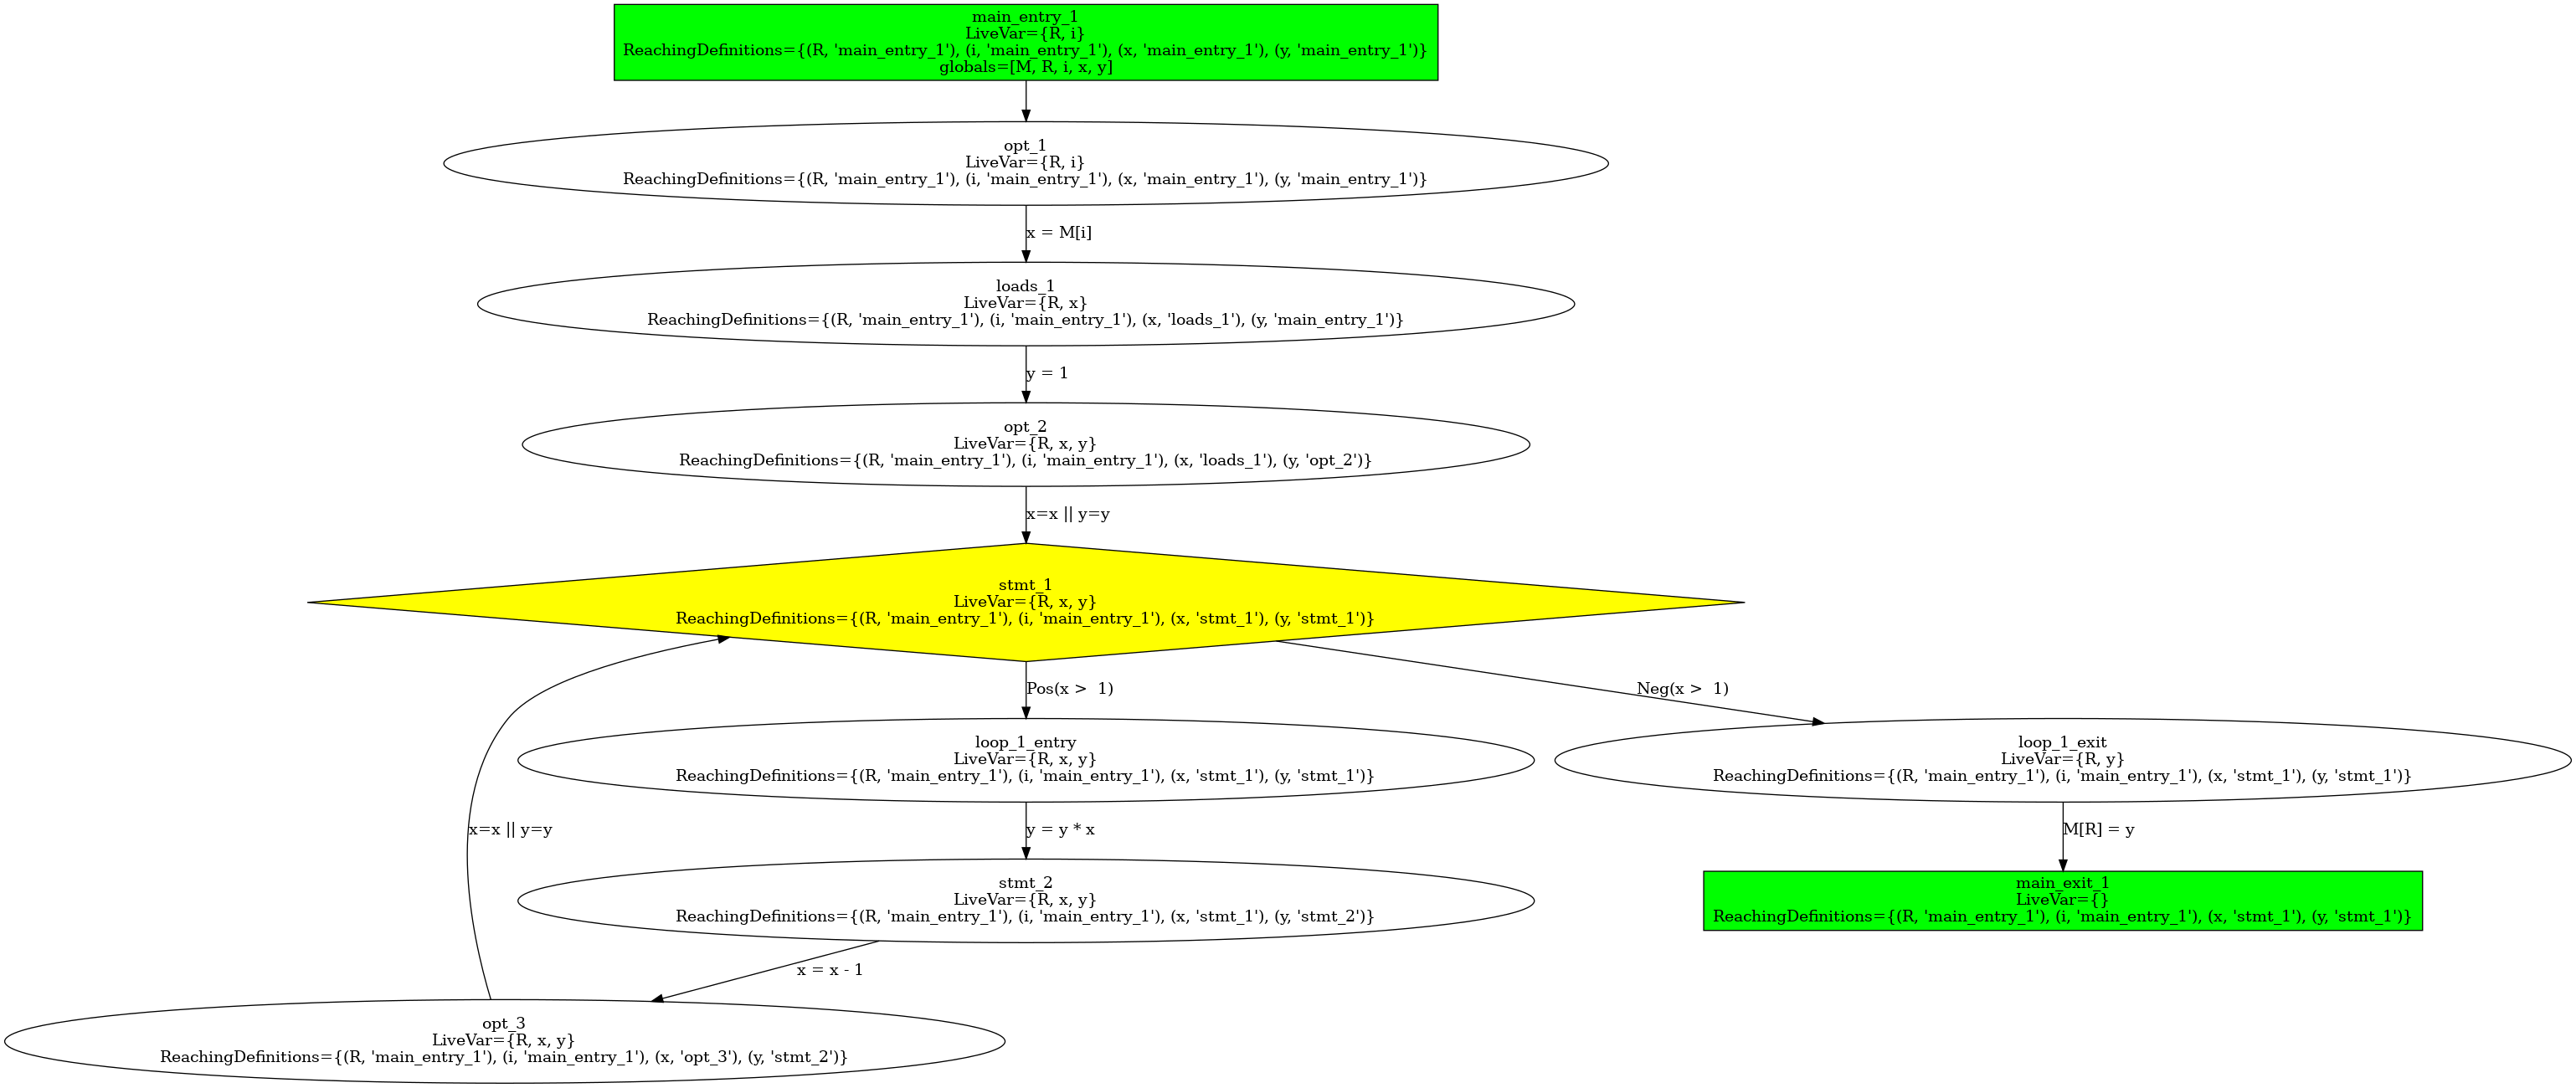 main_entry_1
LiveVar={R, i}
ReachingDefinitions={(R, 'main_entry_1'), (i, 'main_entry_1'), (x, 'main_entry_1'), (y, 'main_entry_1')}
globals=[M, R, i, x, y]
opt_1
LiveVar={R, i}
ReachingDefinitions={(R, 'main_entry_1'), (i, 'main_entry_1'), (x, 'main_entry_1'), (y, 'main_entry_1')}
x = M[i]
loads_1
LiveVar={R, x}
ReachingDefinitions={(R, 'main_entry_1'), (i, 'main_entry_1'), (x, 'loads_1'), (y, 'main_entry_1')}
y = 1
opt_2
LiveVar={R, x, y}
ReachingDefinitions={(R, 'main_entry_1'), (i, 'main_entry_1'), (x, 'loads_1'), (y, 'opt_2')}
x=x || y=y
stmt_1
LiveVar={R, x, y}
ReachingDefinitions={(R, 'main_entry_1'), (i, 'main_entry_1'), (x, 'stmt_1'), (y, 'stmt_1')}
Pos(x >  1)
Neg(x >  1)
loop_1_entry
LiveVar={R, x, y}
ReachingDefinitions={(R, 'main_entry_1'), (i, 'main_entry_1'), (x, 'stmt_1'), (y, 'stmt_1')}
loop_1_exit
LiveVar={R, y}
ReachingDefinitions={(R, 'main_entry_1'), (i, 'main_entry_1'), (x, 'stmt_1'), (y, 'stmt_1')}
x=x || y=y
y = y * x
M[R] = y
stmt_2
LiveVar={R, x, y}
ReachingDefinitions={(R, 'main_entry_1'), (i, 'main_entry_1'), (x, 'stmt_1'), (y, 'stmt_2')}
main_exit_1
LiveVar={}
ReachingDefinitions={(R, 'main_entry_1'), (i, 'main_entry_1'), (x, 'stmt_1'), (y, 'stmt_1')}
x = x - 1
opt_3
LiveVar={R, x, y}
ReachingDefinitions={(R, 'main_entry_1'), (i, 'main_entry_1'), (x, 'opt_3'), (y, 'stmt_2')}